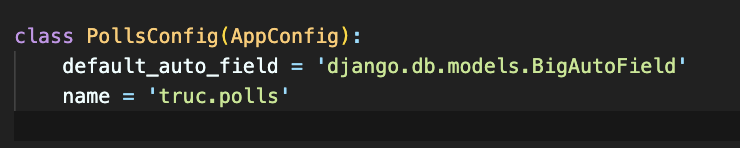 class PollsConfig(AppConfig):
    default_auto_field = 'django.db.models.BigAutoField'
    name = 'truc.polls'